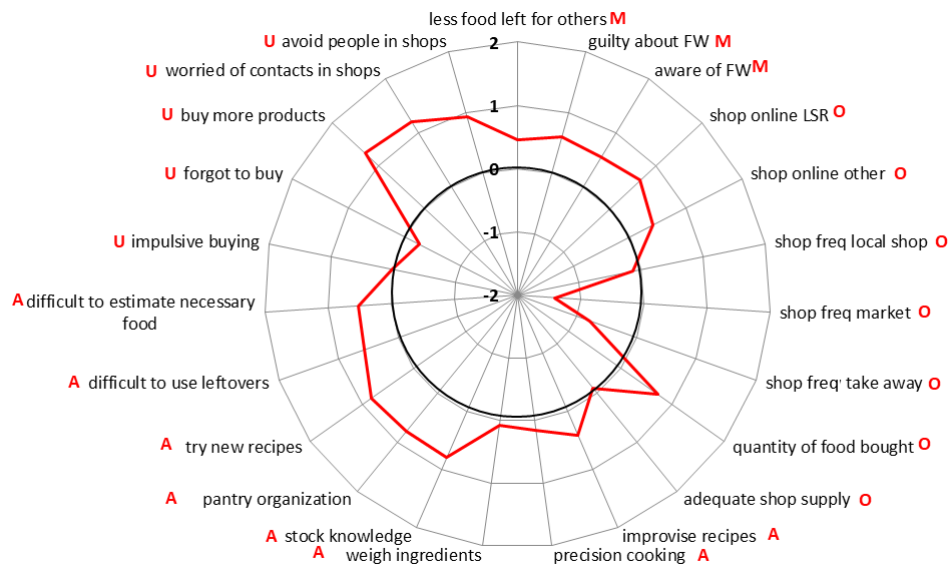 less food left for others M
guilty about FW M
aware of FW M
shop online LSR O
shop online other O
shop freq local shop O
shop freq market O
shop freq' take away O
quantity of food bought O
adequate shop supply O
improvise recipes A
precision cooking A
weigh ingredients A
stock knowledge A
pantry organization A
try new recipes A
difficult to use leftovers A
A difficult to estimate necessary
food
U impulsive buying
U forgot to buy
U buy more products
U worried of contacts in shops
U avoid people in shops
2
1
0
-1
-2